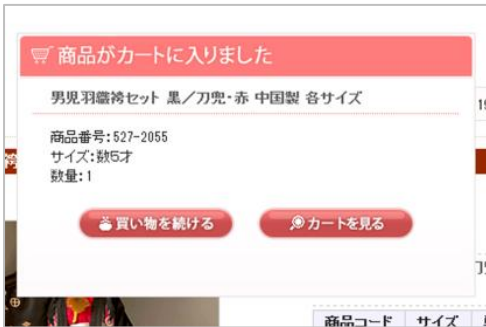 商品がカートに入りました
男児羽織袴セット 黒/刀兜・赤 中国製 各サイズ
商品番号:527-2055
サイズ:数5才
数量:1
買い物を続ける
カートを見る
商品コード サイズ